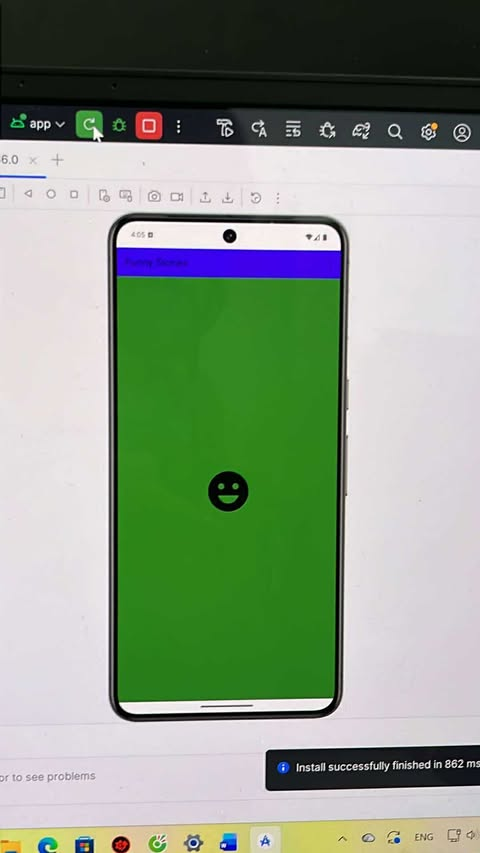 app
6.0
4:05
Funny Stories
Install successfully finished in 862 ms
or to see problems
ENG